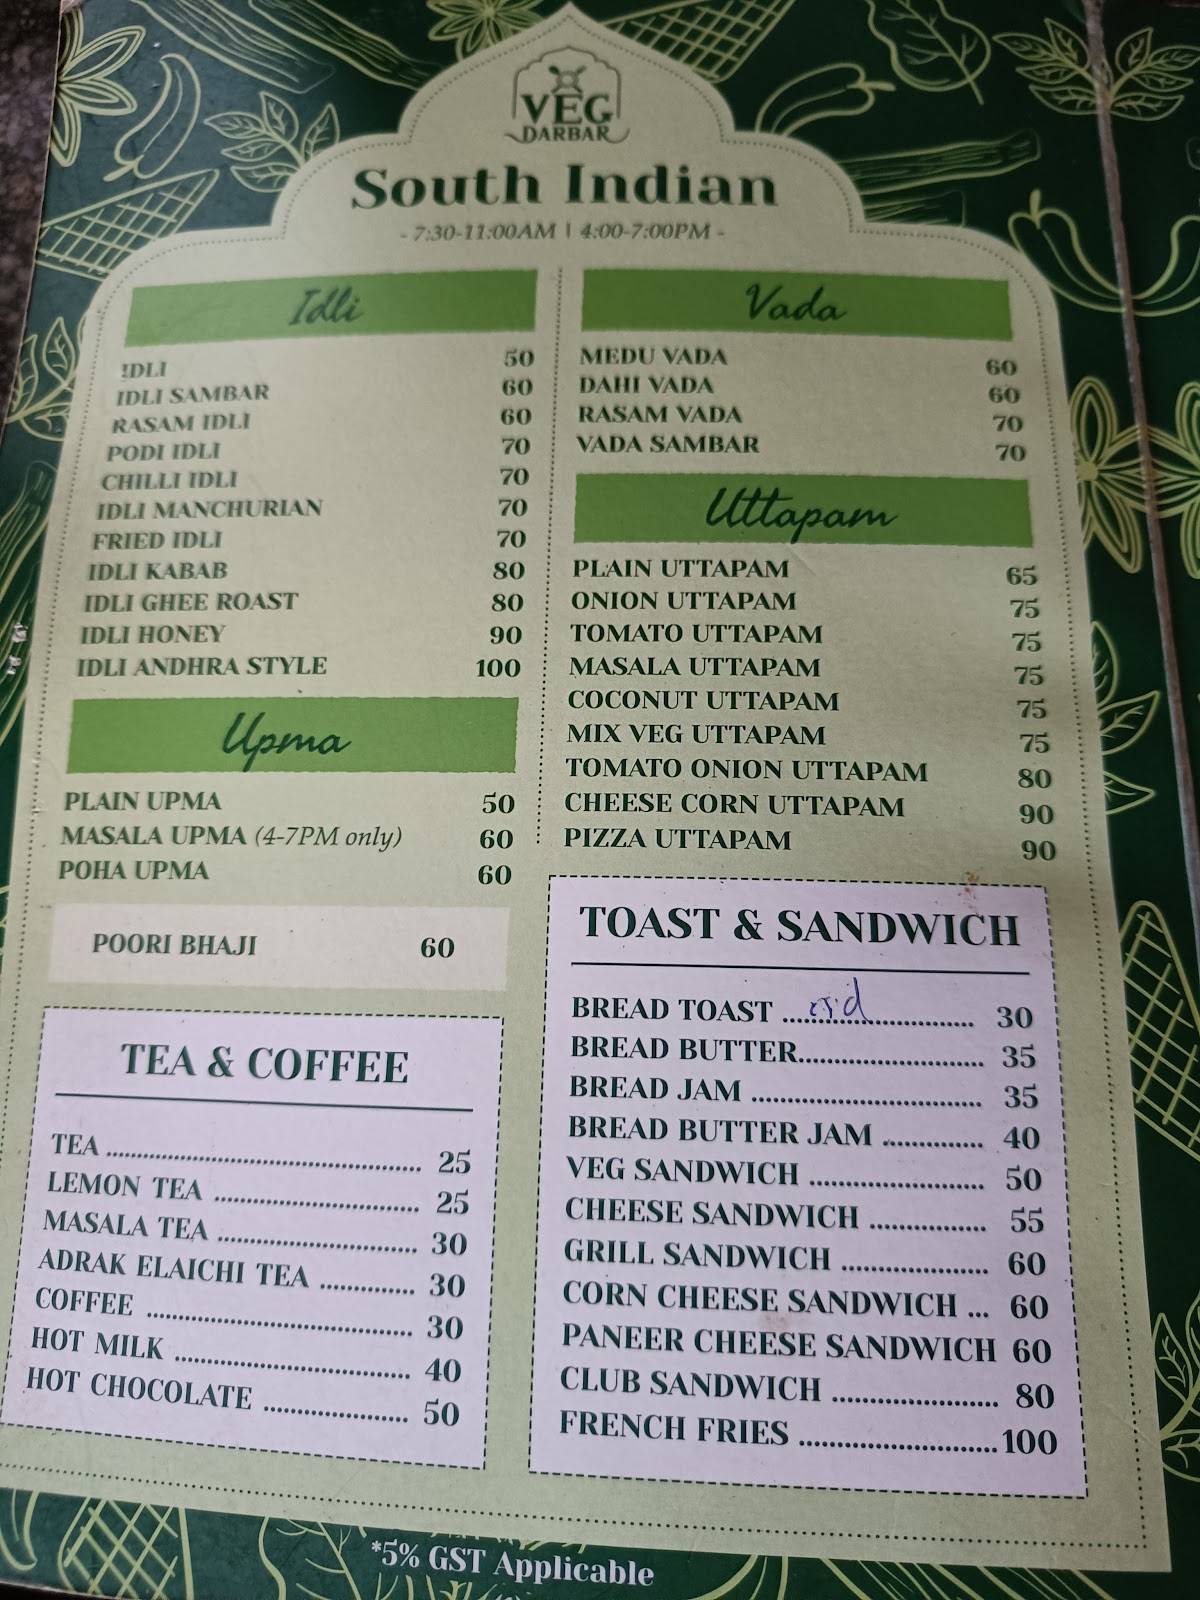 VEG
DARBAR
South Indian
- 7:30-11:00AM | 4:00-7:00PM -
Idli
IDLI 50
IDLI SAMBAR 60
RASAM IDLI 60
PODI IDLI 70
CHILLI IDLI 70
IDLI MANCHURIAN 70
FRIED IDLI 70
IDLI KABAB 80
IDLI GHEE ROAST 80
IDLI HONEY 90
IDLI ANDHRA STYLE 100
Upma
PLAIN UPMA 50
MASALA UPMA (4-7PM only) 60
POHA UPMA 60
POORI BHAJI 60
TEA & COFFEE
TEA 25
LEMON TEA 25
MASALA TEA 30
ADRAK ELAICHI TEA 30
COFFEE 30
HOT MILK 40
HOT CHOCOLATE 50
Vada
MEDU VADA 60
DAHI VADA 60
RASAM VADA 70
VADA SAMBAR 70
Uttapam
PLAIN UTTAPAM 65
ONION UTTAPAM 75
TOMATO UTTAPAM 75
MASALA UTTAPAM 75
COCONUT UTTAPAM 75
MIX VEG UTTAPAM 75
TOMATO ONION UTTAPAM 80
CHEESE CORN UTTAPAM 90
PIZZA UTTAPAM 90
TOAST & SANDWICH
BREAD TOAST 30
BREAD BUTTER 35
BREAD JAM 35
BREAD BUTTER JAM 40
VEG SANDWICH 50
CHEESE SANDWICH 55
GRILL SANDWICH 60
CORN CHEESE SANDWICH ... 60
PANEER CHEESE SANDWICH 60
CLUB SANDWICH 80
FRENCH FRIES 100
*5% GST Applicable